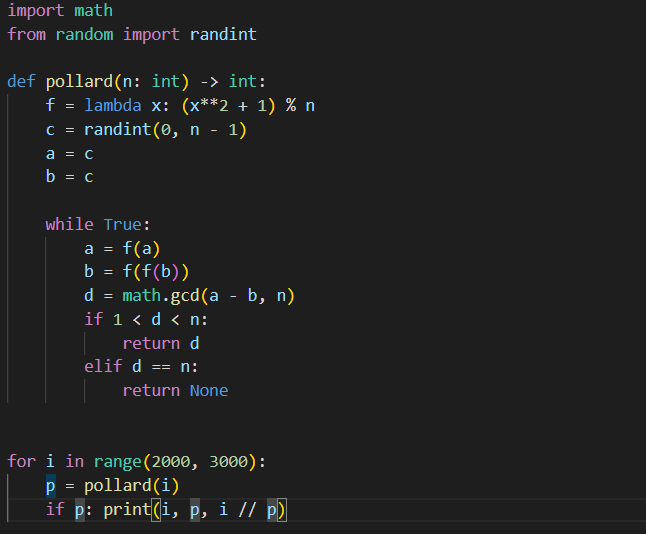 import math
from random import randint
def pollard(n: int) -> int:
    f = lambda x: (x**2 + 1) % n
    c = randint(0, n - 1)
    a = c
    b = c
    while True:
        a = f(a)
        b = f(f(b))
        d = math.gcd(a - b, n)
        if 1 < d < n:
            return d
        elif d == n:
            return None
for i in range(2000, 3000):
    p = pollard(i)
    if p: print(i, p, i // p)